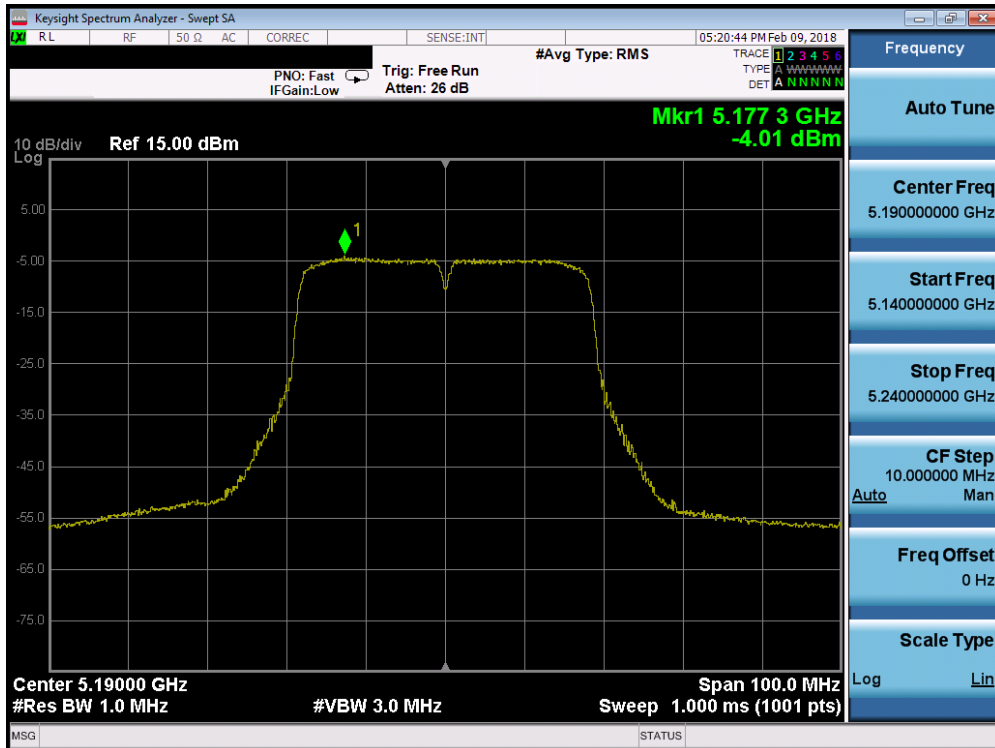 Keysight Spectrum Analyzer - Swept SA
LXI RL RF 50 Ω AC CORREC SENSE:INT 05:20:44 PM Feb 09, 2018
#Avg Type: RMS
TRACE 1 2 3 4 5 6
PNO: Fast Trig: Free Run
TYPE A WWWWW
IFGain:Low Atten: 26 dB
DET A N N N N N
Mkr1 5.177 3 GHz
-4.01 dBm
10 dB/div Ref 15.00 dBm
Log
1
5.00
-5.00
-15.0
-25.0
-35.0
-45.0
-55.0
-65.0
-75.0
Center 5.19000 GHz Span 100.0 MHz
#Res BW 1.0 MHz #VBW 3.0 MHz Sweep 1.000 ms (1001 pts)
MSG STATUS
Frequency
Auto Tune
Center Freq
5.190000000 GHz
Start Freq
5.140000000 GHz
Stop Freq
5.240000000 GHz
CF Step
10.000000 MHz
Auto Man
Freq Offset
0 Hz
Scale Type
Log Lin